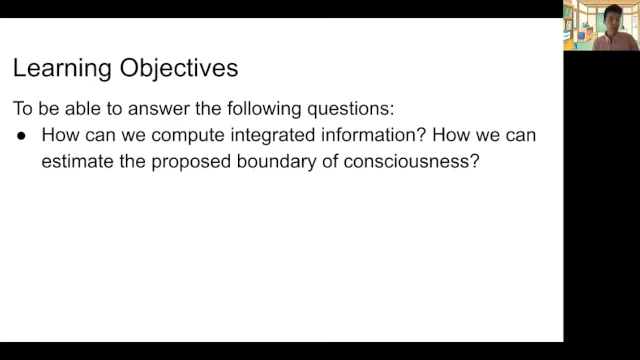 Learning Objectives
To be able to answer the following questions:
● How can we compute integrated information? How we can
estimate the proposed boundary of consciousness?